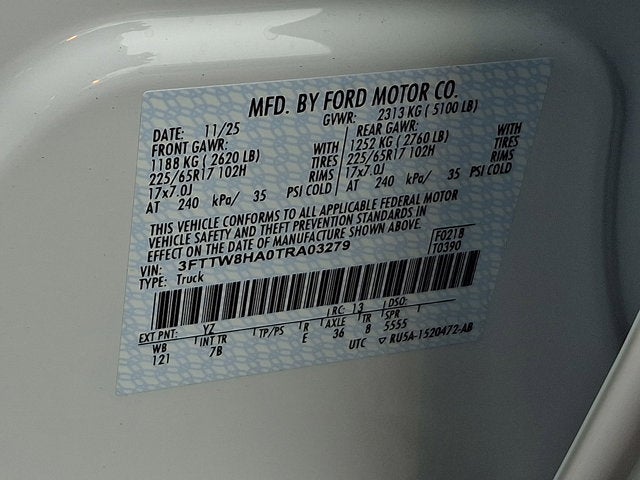 MFD. BY FORD MOTOR CO.
DATE: 11/25 GVWR: 2313 KG ( 5100 LB)
FRONT GAWR: REAR GAWR:
1188 KG ( 2620 LB) WITH 1252 KG ( 2760 LB) WITH
225/65R17 102H TIRES 225/65R17 102H TIRES
17x7.0J RIMS 17x7.0J RIMS
AT 240 kPa/ 35 PSI COLD AT 240 kPa/ 35 PSI COLD
THIS VEHICLE CONFORMS TO ALL APPLICABLE FEDERAL MOTOR
VEHICLE SAFETY AND THEFT PREVENTION STANDARDS IN
EFFECT ON THE DATE OF MANUFACTURE SHOWN ABOVE.
VIN: 3FTTW8HA0TRA03279 F0218
TYPE: Truck T0390
EXT PNT: YZ RC: 13 DSO:
WB INT TR TP/PS R AXLE TR SPR
121 7B E 36 8 5555
UTC ▽ RU5A-1520472-AB